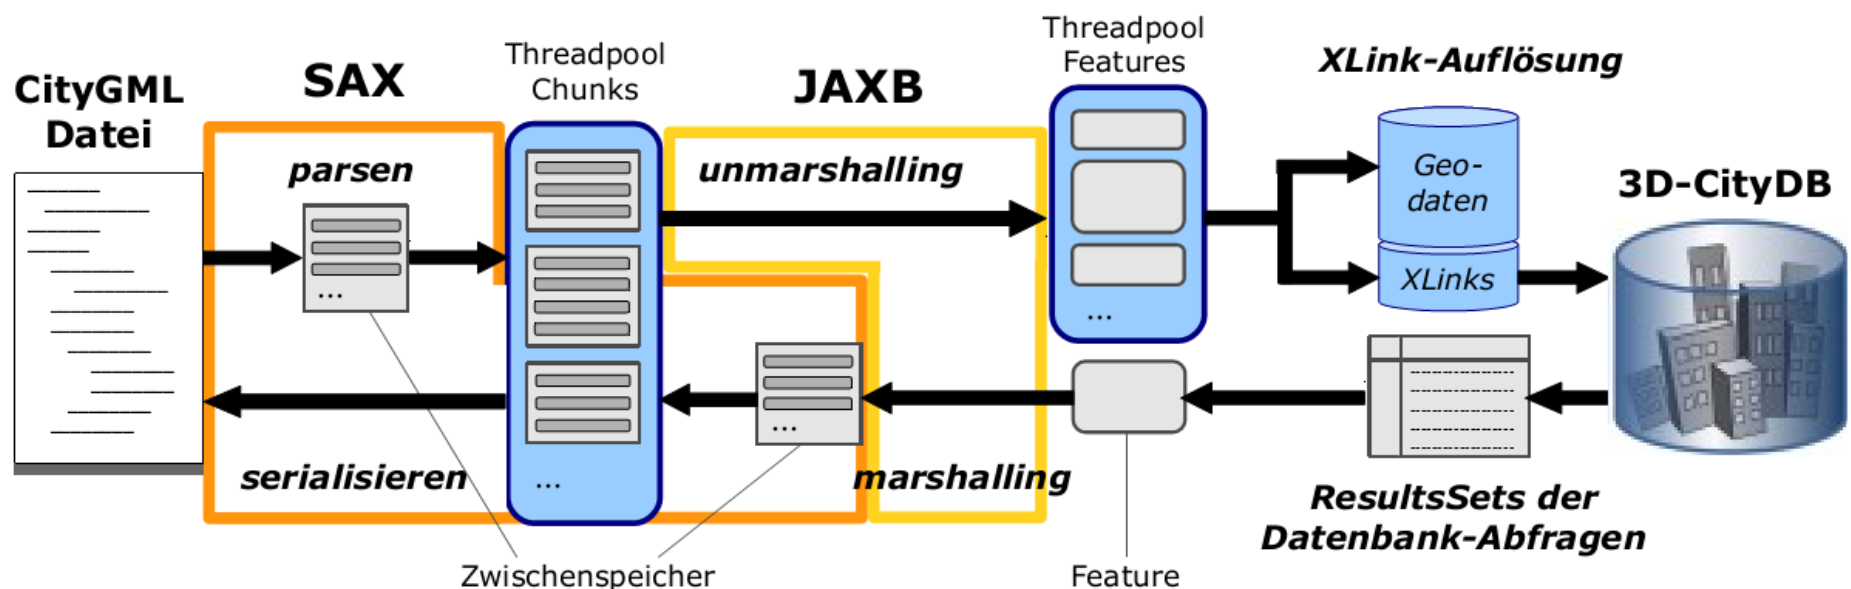 CityGML
Datei
SAX
Threadpool
Chunks
JAXB
Threadpool
Features
XLink-Auflösung
parsen
unmarshalling
Geo-
daten
XLinks
3D-CityDB
...
...
...
...
serialisieren
marshalling
ResultsSets der
Datenbank-Abfragen
Zwischenspeicher
Feature